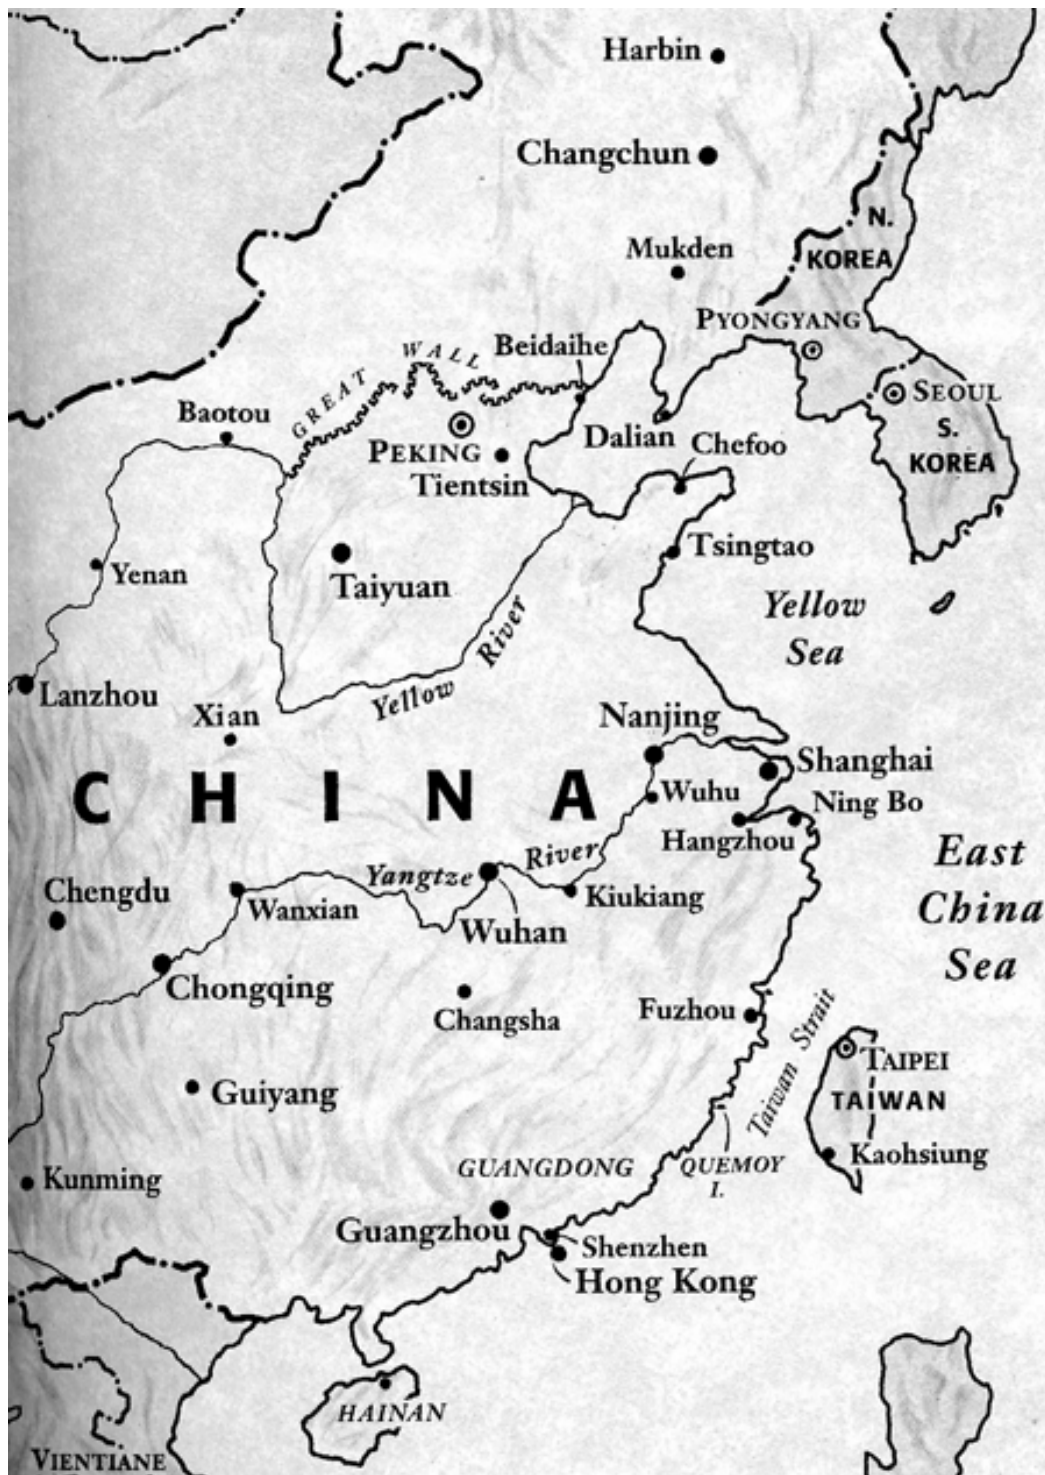 Harbin
Changchun
N.
KOREA
Mukden
PYONGYANG
Beidaihe
GREAT WALL
SEOUL
S.
KOREA
Baotou
PEKING
Dalian
Chefoo
Tientsin
Tsingtao
Yenan
Taiyuan
Yellow
Sea
Yellow River
Lanzhou
Xian
Nanjing
Shanghai
CHINA
Wuhu
Ning Bo
Hangzhou
East
China
Sea
Yangtze River
Chengdu
Wanxian
Kiukiang
Wuhan
Chongqing
Changsha
Fuzhou
Taiwan Strait
TAIPEI
TAIWAN
Guiyang
Kaohsiung
Kunming
GUANGDONG
QUEMOY
I.
Guangzhou
Shenzhen
Hong Kong
HAINAN
VIENTIANE